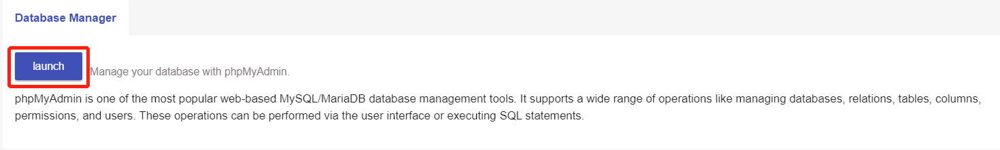 Database Manager
launch
Manage your database with phpMyAdmin.
phpMyAdmin is one of the most popular web-based MySQL/MariaDB database management tools. It supports a wide range of operations like managing databases, relations, tables, columns,
permissions, and users. These operations can be performed via the user interface or executing SQL statements.